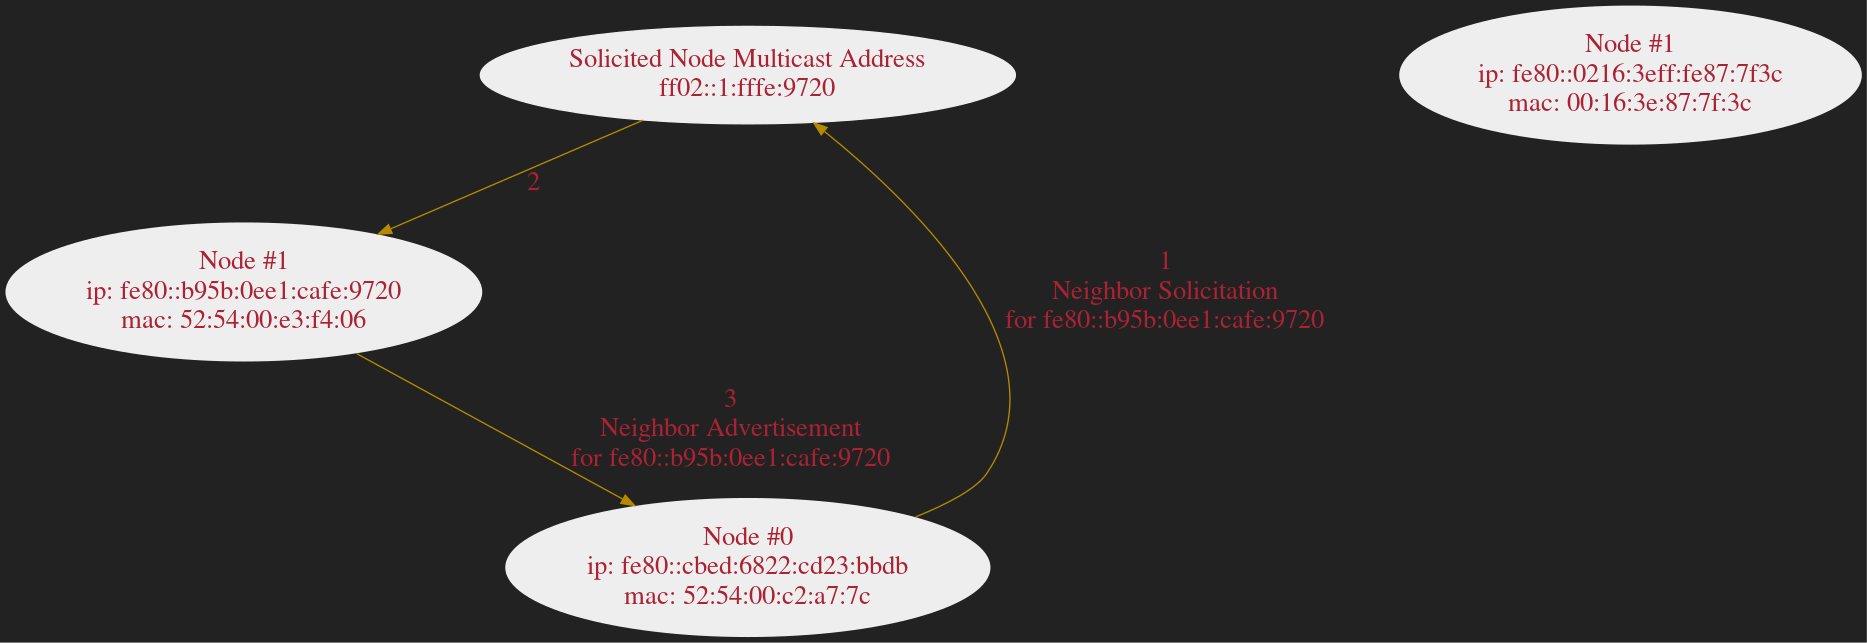 Solicited Node Multicast Address
ff02::1:fffe:9720
Node #1
ip: fe80::0216:3eff:fe87:7f3c
mac: 00:16:3e:87:7f:3c
2
Node #1
ip: fe80::b95b:0ee1:cafe:9720
mac: 52:54:00:e3:f4:06
1
Neighbor Solicitation
for fe80::b95b:0ee1:cafe:9720
3
Neighbor Advertisement
for fe80::b95b:0ee1:cafe:9720
Node #0
ip: fe80::cbed:6822:cd23:bbdb
mac: 52:54:00:c2:a7:7c